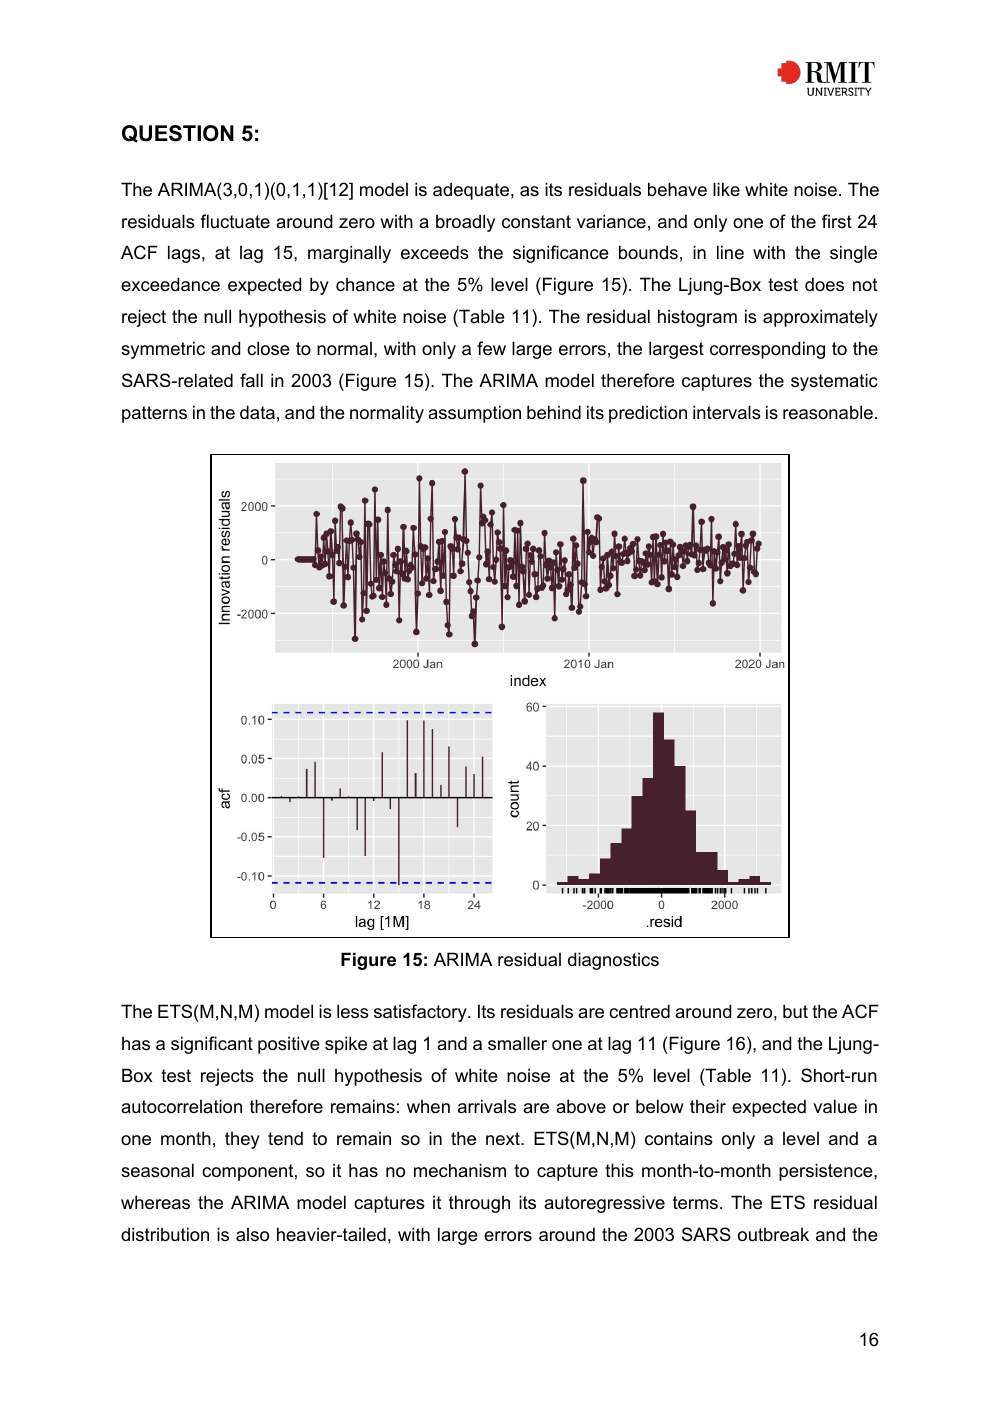 RMIT
UNIVERSITY
QUESTION 5:
The ARIMA(3,0,1)(0,1,1)[12] model is adequate, as its residuals behave like white noise. The
residuals fluctuate around zero with a broadly constant variance, and only one of the first 24
ACF lags, at lag 15, marginally exceeds the significance bounds, in line with the single
exceedance expected by chance at the 5% level (Figure 15). The Ljung-Box test does not
reject the null hypothesis of white noise (Table 11). The residual histogram is approximately
symmetric and close to normal, with only a few large errors, the largest corresponding to the
SARS-related fall in 2003 (Figure 15). The ARIMA model therefore captures the systematic
patterns in the data, and the normality assumption behind its prediction intervals is reasonable.
Innovation residuals
2000
0
-2000
2000 Jan
2010 Jan
2020 Jan
index
acf
0.10
0.05
0.00
-0.05
-0.10
0
6
12
18
24
lag [1M]
count
60
40
20
0
-2000
0
2000
.resid
Figure 15: ARIMA residual diagnostics
The ETS(M,N,M) model is less satisfactory. Its residuals are centred around zero, but the ACF
has a significant positive spike at lag 1 and a smaller one at lag 11 (Figure 16), and the Ljung-
Box test rejects the null hypothesis of white noise at the 5% level (Table 11). Short-run
autocorrelation therefore remains: when arrivals are above or below their expected value in
one month, they tend to remain so in the next. ETS(M,N,M) contains only a level and a
seasonal component, so it has no mechanism to capture this month-to-month persistence,
whereas the ARIMA model captures it through its autoregressive terms. The ETS residual
distribution is also heavier-tailed, with large errors around the 2003 SARS outbreak and the
16